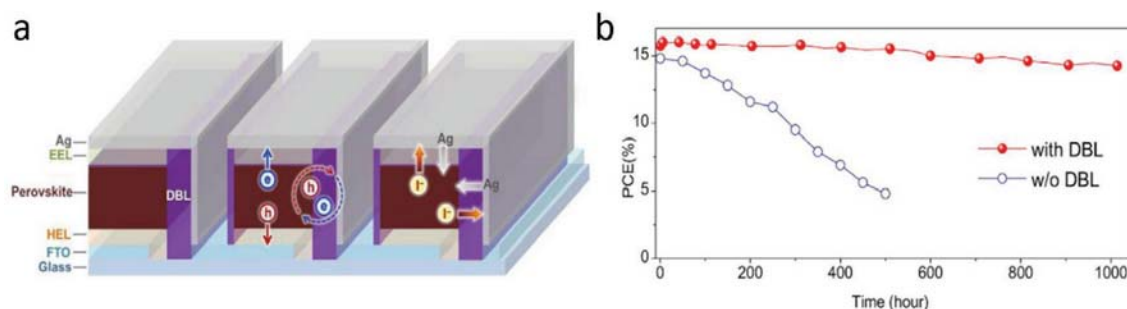 a
Ag
EEL
Perovskite
HEL
FTO
Glass
DBL
e
h
h
e
Ag
I-
Ag
I-
b
PCE(%)
15
10
5
0
with DBL
w/o DBL
0
200
400
600
800
1000
Time (hour)